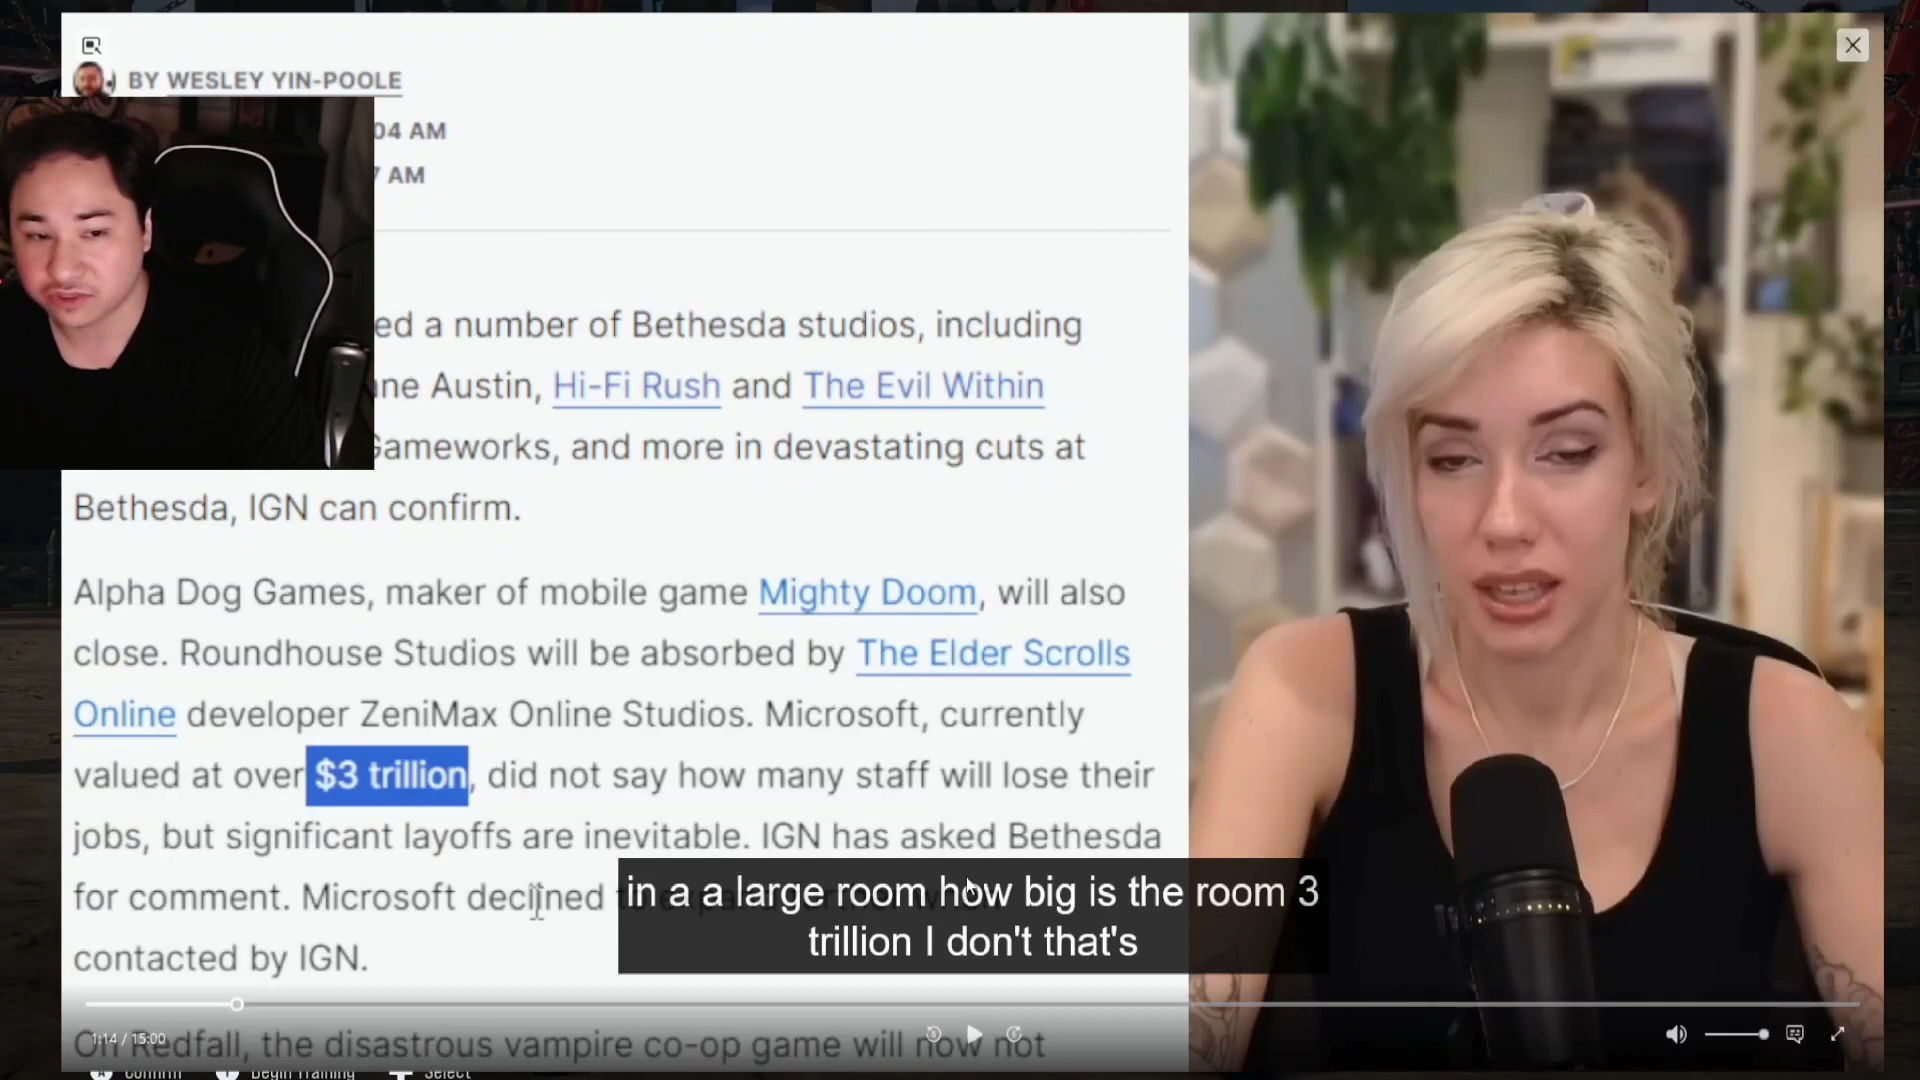 BY WESLEY YIN-POOLE
04 AM
7 AM
ed a number of Bethesda studios, including
ne Austin, Hi-Fi Rush and The Evil Within
Gameworks, and more in devastating cuts at
Bethesda, IGN can confirm.
Alpha Dog Games, maker of mobile game Mighty Doom, will also
close. Roundhouse Studios will be absorbed by The Elder Scrolls
Online developer ZeniMax Online Studios. Microsoft, currently
valued at over $3 trillion, did not say how many staff will lose their
jobs, but significant layoffs are inevitable. IGN has asked Bethesda
for comment. Microsoft declined
contacted by IGN.
in a a large room how big is the room 3
trillion I don't that's
On Redfall, the disastrous vampire co-op game will now not
1:14 / 15:00
Confirm Begin Training Select